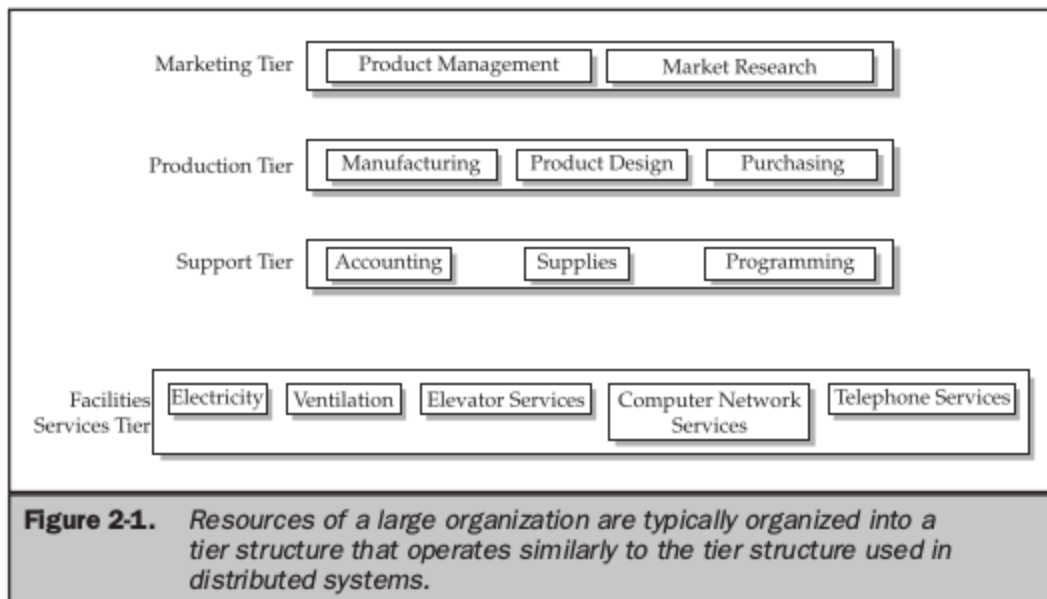 Marketing Tier
Product Management
Market Research
Production Tier
Manufacturing
Product Design
Purchasing
Support Tier
Accounting
Supplies
Programming
Facilities
Services Tier
Electricity
Ventilation
Elevator Services
Computer Network
Services
Telephone Services
Figure 2-1. Resources of a large organization are typically organized into a
tier structure that operates similarly to the tier structure used in
distributed systems.